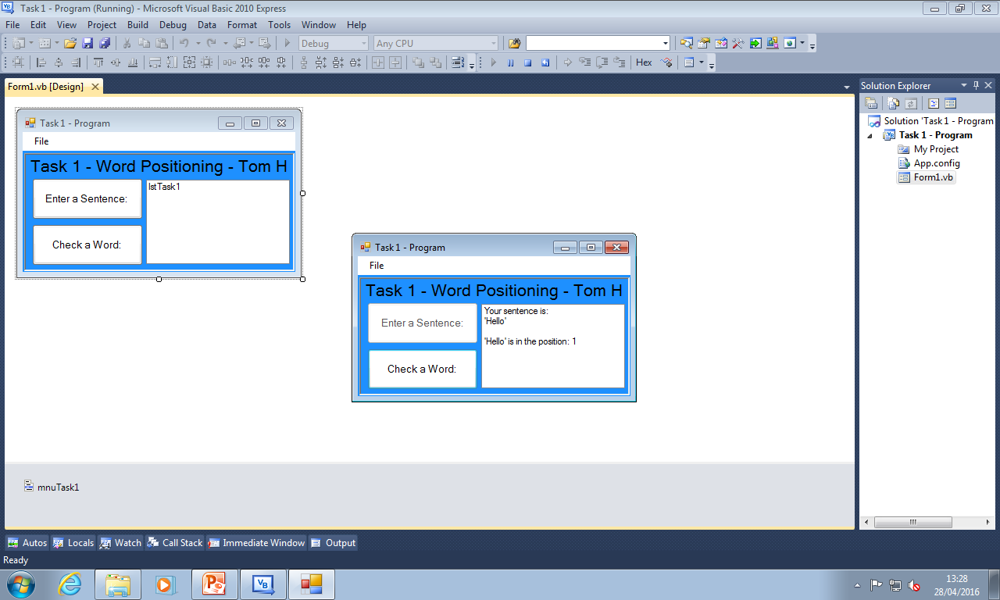 Task 1 - Program (Running) - Microsoft Visual Basic 2010 Express
File Edit View Project Build Debug Data Format Tools Window Help
Debug Any CPU
Hex
Form1.vb [Design]
Task 1 - Program
File
Task 1 - Word Positioning - Tom H
Enter a Sentence:
lstTask1
Check a Word:
Task 1 - Program
File
Task 1 - Word Positioning - Tom H
Enter a Sentence:
Your sentence is:
'Hello'
'Hello' is in the position: 1
Check a Word:
mnuTask1
Solution Explorer
Solution 'Task 1 - Program
Task 1 - Program
My Project
App.config
Form1.vb
Autos Locals Watch Call Stack Immediate Window Output
Ready
13:28
28/04/2016